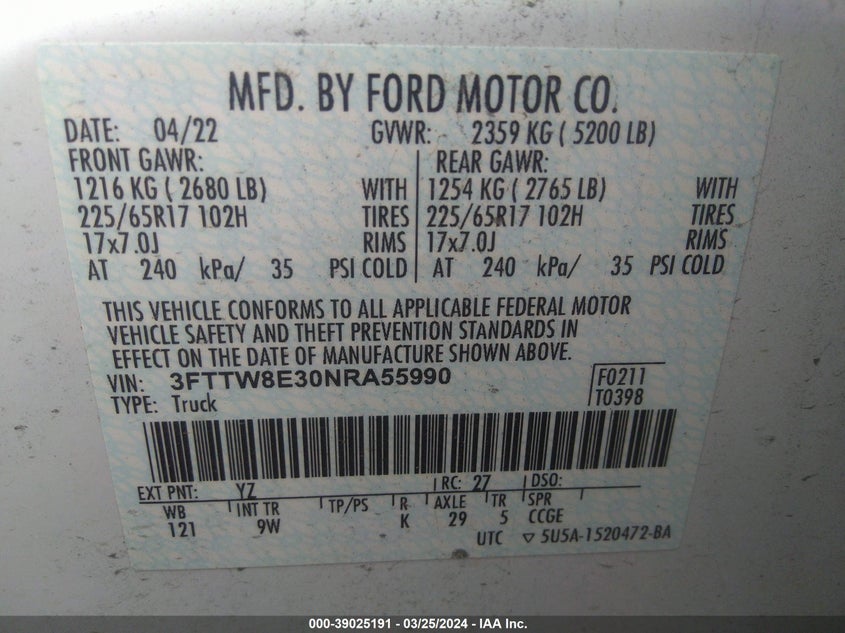 MFD. BY FORD MOTOR CO.
DATE: 04/22 GVWR: 2359 KG ( 5200 LB)
FRONT GAWR: REAR GAWR:
1216 KG ( 2680 LB) WITH 1254 KG ( 2765 LB) WITH
225/65R17 102H TIRES 225/65R17 102H TIRES
17x7.0J RIMS 17x7.0J RIMS
AT 240 kPa/ 35 PSI COLD AT 240 kPa/ 35 PSI COLD
THIS VEHICLE CONFORMS TO ALL APPLICABLE FEDERAL MOTOR
VEHICLE SAFETY AND THEFT PREVENTION STANDARDS IN
EFFECT ON THE DATE OF MANUFACTURE SHOWN ABOVE.
VIN: 3FTTW8E30NRA55990 F0211
TYPE: Truck T0398
EXT PNT: YZ RC: 27 DSO:
WB INT TR TP/PS R AXLE TR SPR
121 9W K 29 5 CCGE
UTC ▽ 5U5A-1520472-BA
000-39025191 - 03/25/2024 - IAA Inc.